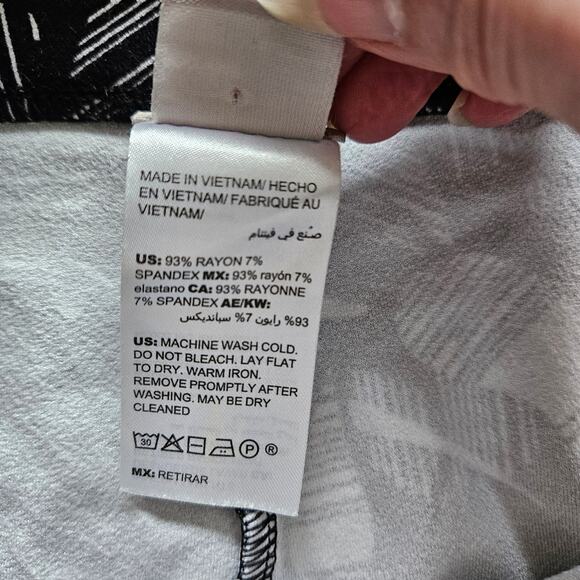 MADE IN VIETNAM/ HECHO
EN VIETNAM/ FABRIQUÉ AU
VIETNAM/
صنع في فيتنام
US: 93% RAYON 7%
SPANDEX MX: 93% rayón 7%
elastano CA: 93% RAYONNE
7% SPANDEX AE/KW:
93% رايون 7% سبانديكس
US: MACHINE WASH COLD.
DO NOT BLEACH. LAY FLAT
TO DRY. WARM IRON.
REMOVE PROMPTLY AFTER
WASHING. MAY BE DRY
CLEANED
30 P ®
MX: RETIRAR